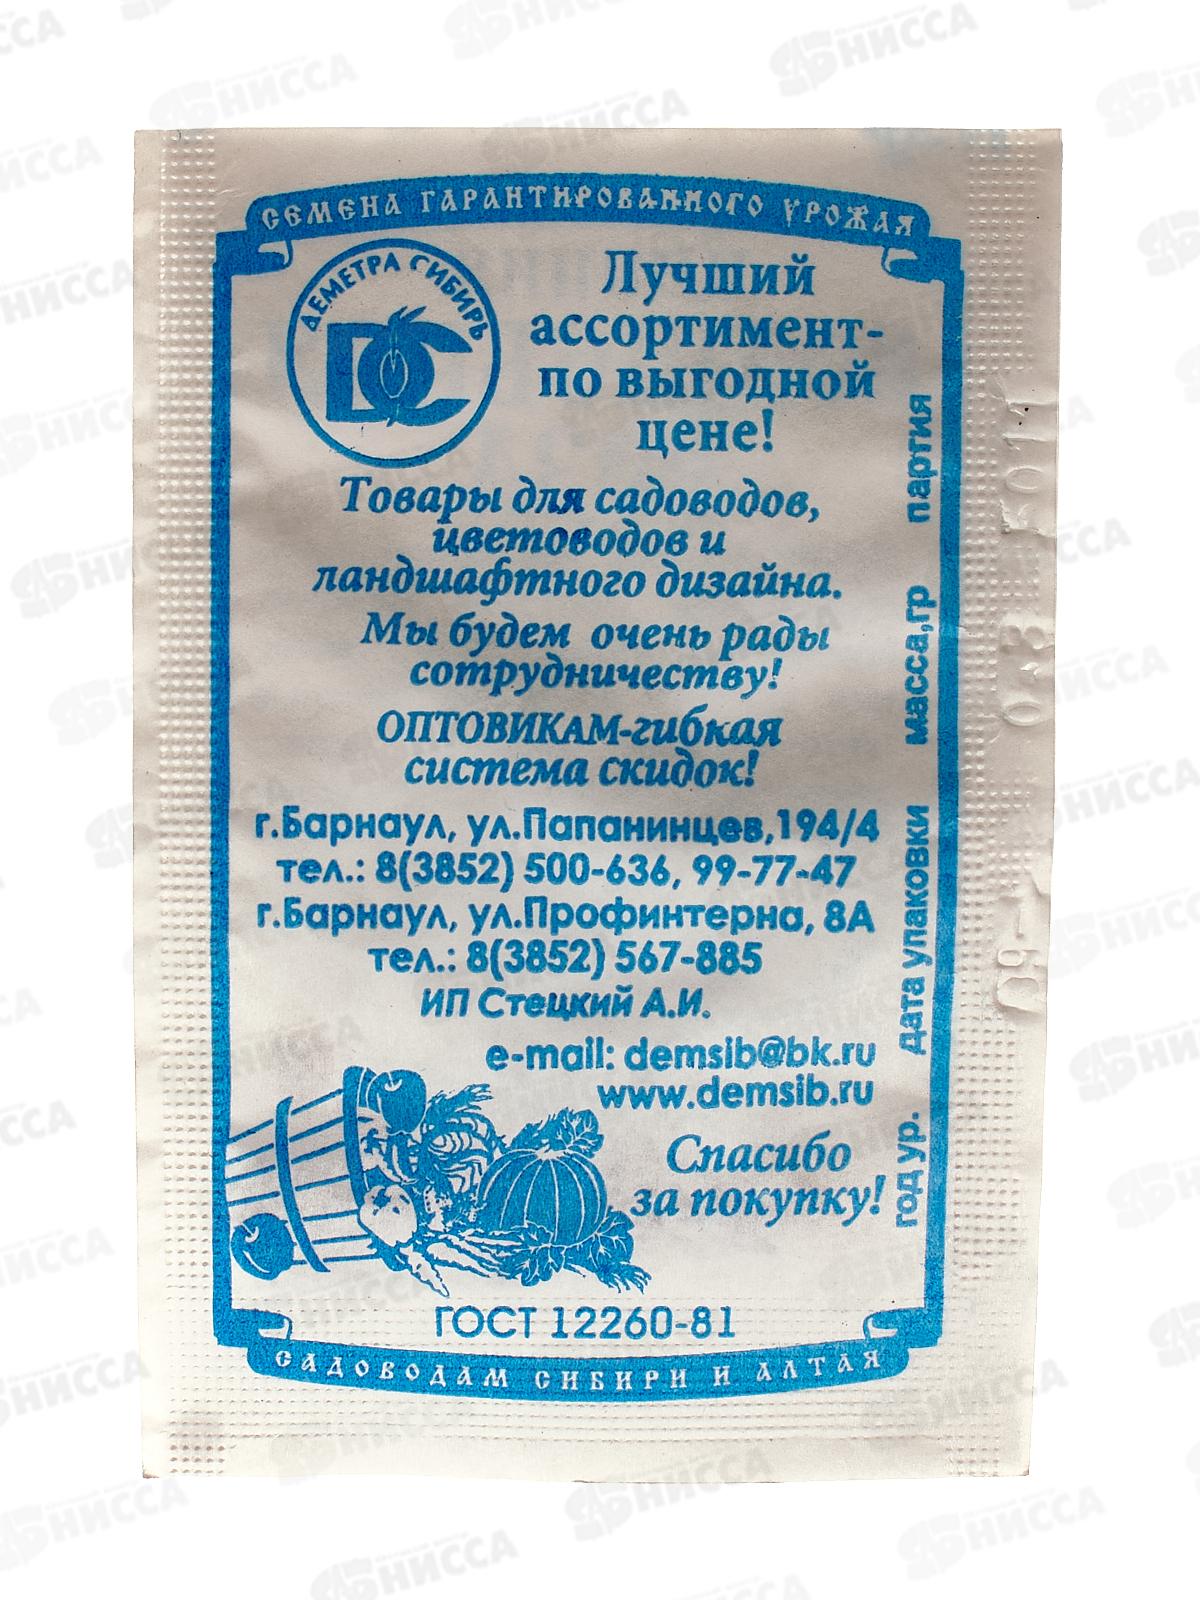 СЕМЕНА ГАРАНТИРОВАННОГО УРОЖАЯ
ДЕМЕТРА СИБИРЬ
DC
Лучший
ассортимент-
по выгодной
цене!
Товары для садоводов,
цветоводов и
ландшафтного дизайна.
Мы будем очень рады
сотрудничеству!
ОПТОВИКАМ-гибкая
система скидок!
г.Барнаул, ул.Папанинцев,194/4
тел.: 8(3852) 500-636, 99-77-47
г.Барнаул, ул.Профинтерна, 8А
тел.: 8(3852) 567-885
ИП Стецкий А.И.
e-mail: demsib@bk.ru
www.demsib.ru
Спасибо
за покупку!
ГОСТ 12260-81
САДОВОДАМ СИБИРИ И АЛТАЯ
год ур. дата упаковки масса,гр партия
НИССА